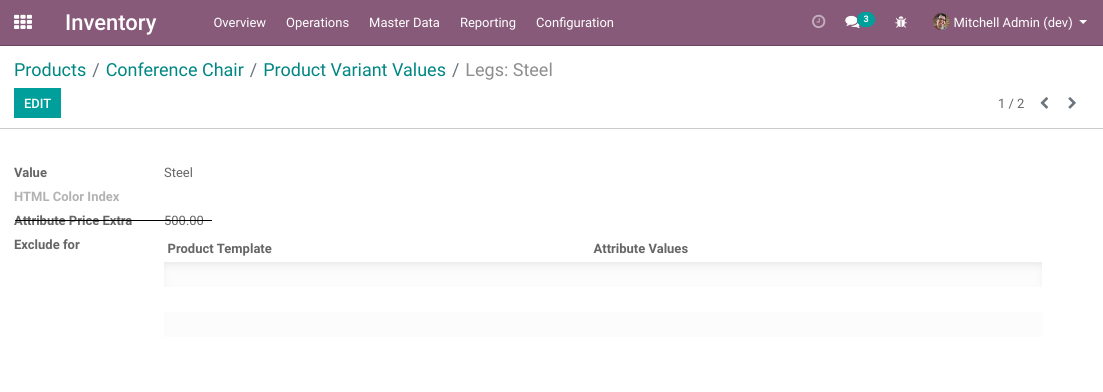 Inventory Overview Operations Master Data Reporting Configuration 3 Mitchell Admin (dev)
Products / Conference Chair / Product Variant Values / Legs: Steel
EDIT 1 / 2
Value Steel
HTML Color Index
Attribute Price Extra 500.00
Exclude for Product Template Attribute Values